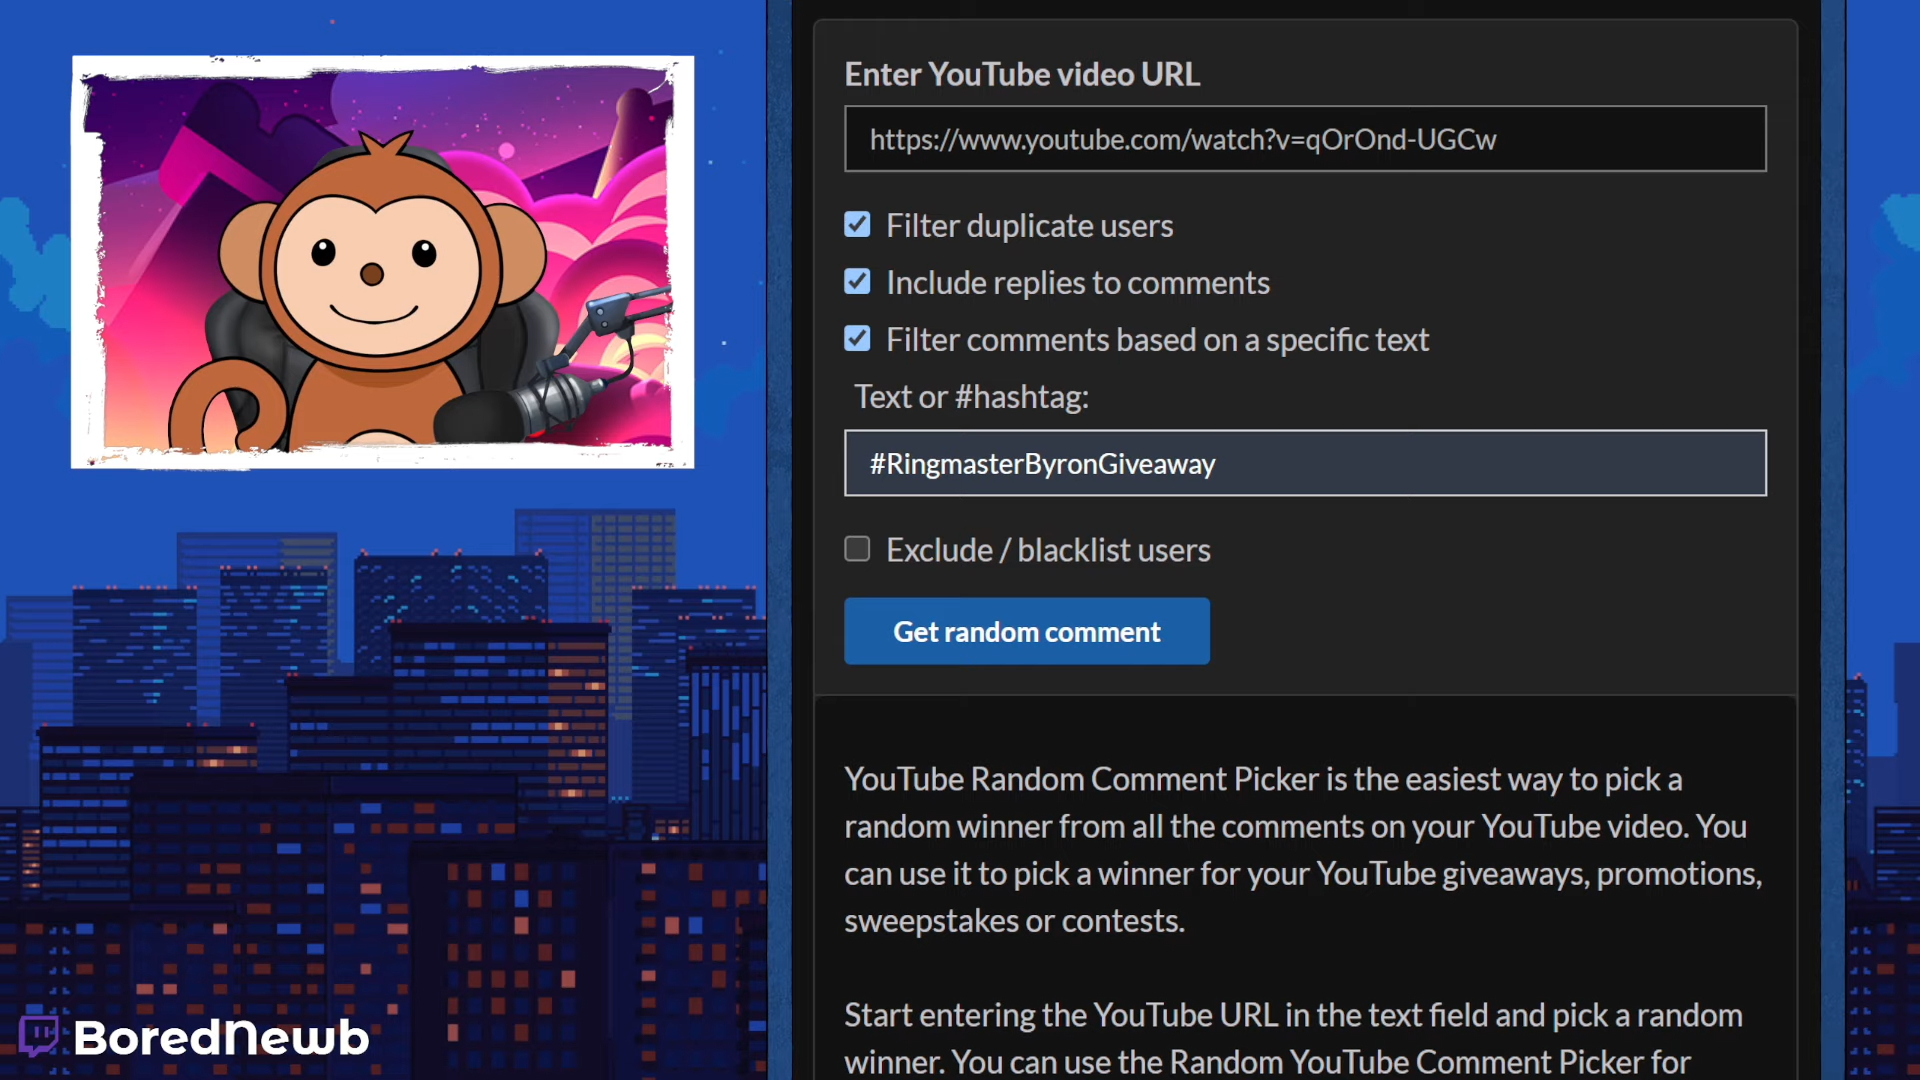 Enter YouTube video URL
https://www.youtube.com/watch?v=qOrOnd-UGCw
Filter duplicate users
Include replies to comments
Filter comments based on a specific text
Text or #hashtag:
#RingmasterByronGiveaway
Exclude / blacklist users
Get random comment
YouTube Random Comment Picker is the easiest way to pick a
random winner from all the comments on your YouTube video. You
can use it to pick a winner for your YouTube giveaways, promotions,
sweepstakes or contests.
Start entering the YouTube URL in the text field and pick a random
winner. You can use the Random YouTube Comment Picker for
BoredNewb